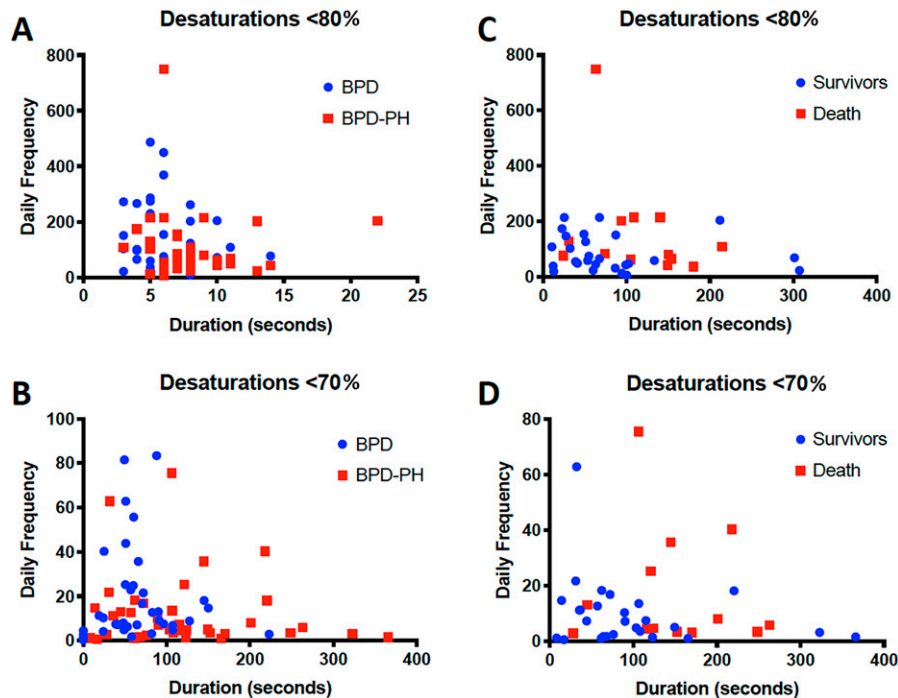 A
Desaturations <80%
800
600
400
200
0
Daily Frequency
BPD
BPD-PH
0 5 10 15 20 25
Duration (seconds)
C
Desaturations <80%
800
600
400
200
0
Daily Frequency
Survivors
Death
0 100 200 300 400
Duration (seconds)
B
Desaturations <70%
100
80
60
40
20
0
Daily Frequency
BPD
BPD-PH
0 100 200 300 400
Duration (seconds)
D
Desaturations <70%
80
60
40
20
0
Daily Frequency
Survivors
Death
0 100 200 300 400
Duration (seconds)